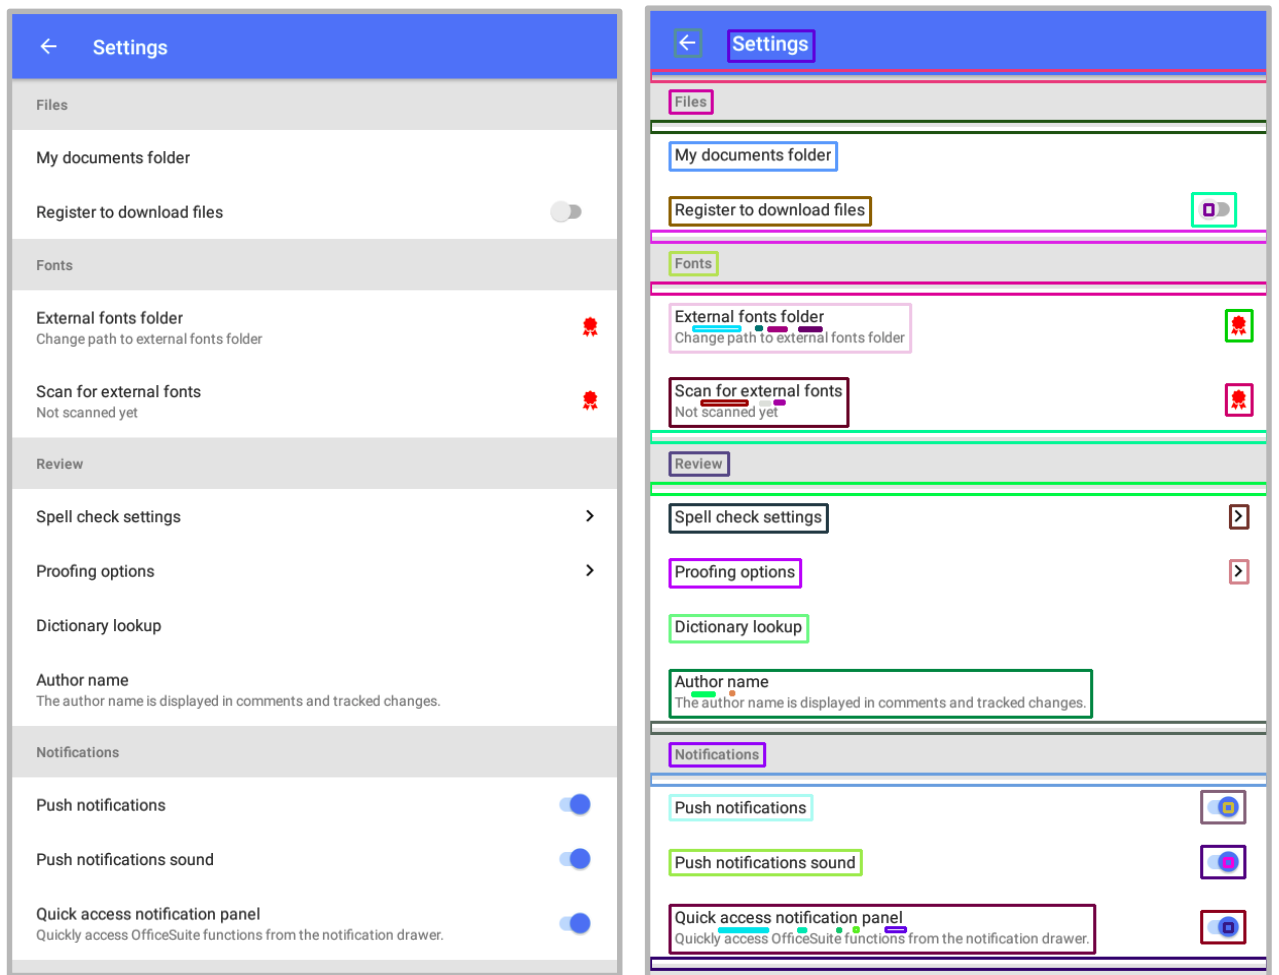 Settings
Files
My documents folder
Register to download files
Fonts
External fonts folder
Change path to external fonts folder
Scan for external fonts
Not scanned yet
Review
Spell check settings
Proofing options
Dictionary lookup
Author name
The author name is displayed in comments and tracked changes.
Notifications
Push notifications
Push notifications sound
Quick access notification panel
Quickly access OfficeSuite functions from the notification drawer.
Settings
Files
My documents folder
Register to download files
Fonts
External fonts folder
Change path to external fonts folder
Scan for external fonts
Not scanned yet
Review
Spell check settings
Proofing options
Dictionary lookup
Author name
The author name is displayed in comments and tracked changes.
Notifications
Push notifications
Push notifications sound
Quick access notification panel
Quickly access OfficeSuite functions from the notification drawer.